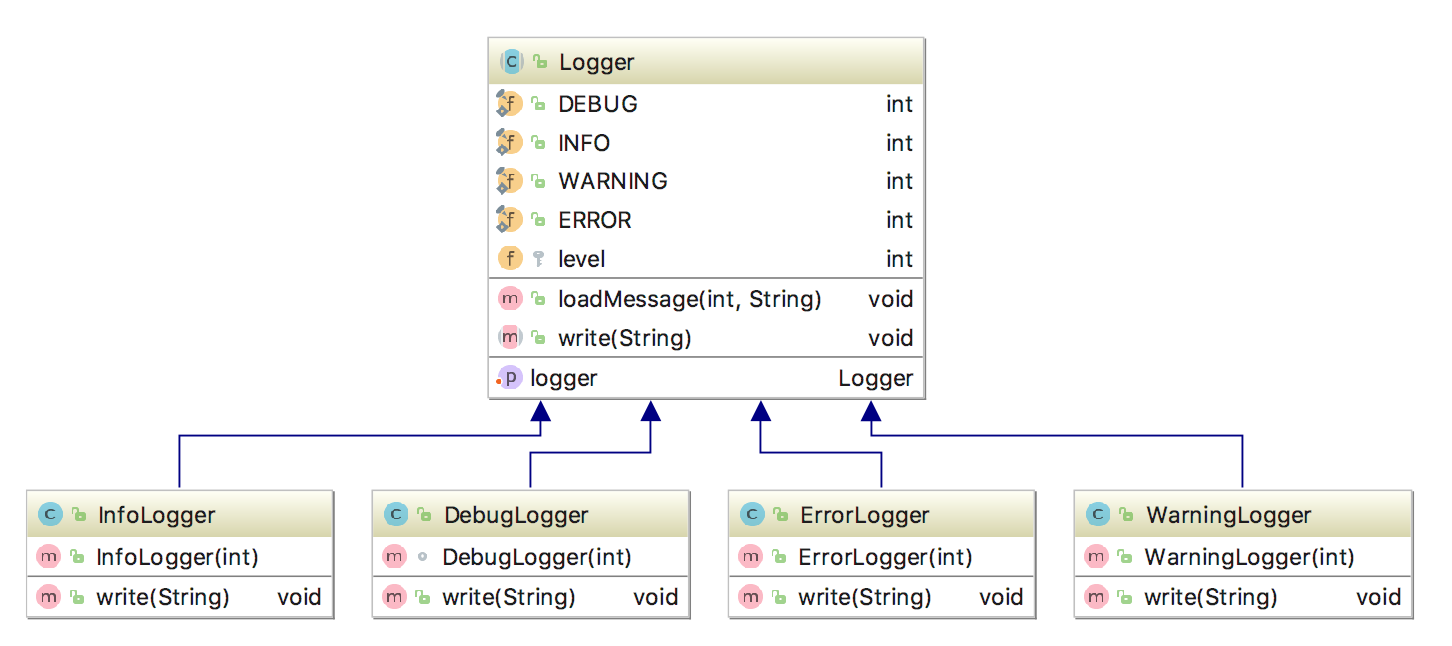 C Logger
f DEBUG int
f INFO int
f WARNING int
f ERROR int
f level int
m loadMessage(int, String) void
m write(String) void
p logger Logger
C InfoLogger
m InfoLogger(int)
m write(String) void
C DebugLogger
m DebugLogger(int)
m write(String) void
C ErrorLogger
m ErrorLogger(int)
m write(String) void
C WarningLogger
m WarningLogger(int)
m write(String) void